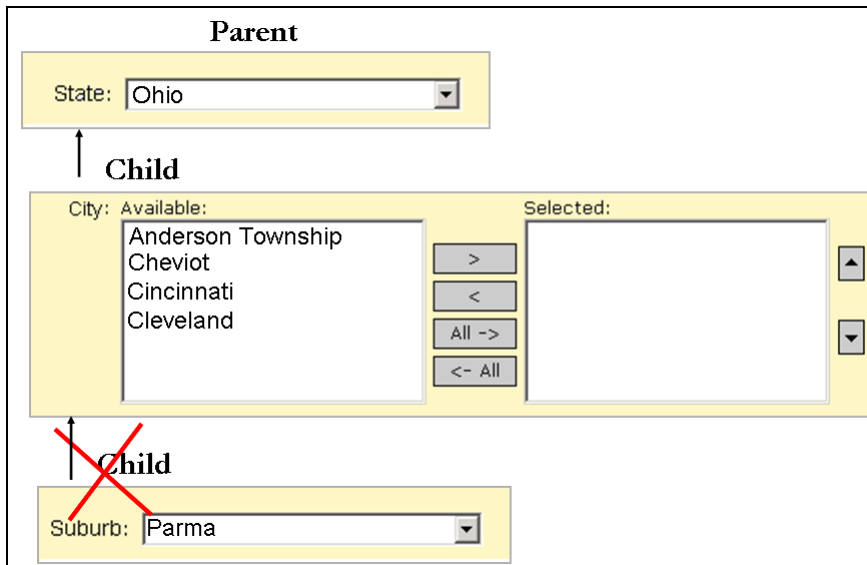 Parent
State: Ohio
Child
City: Available: Selected:
Anderson Township
Cheviot
Cincinnati
Cleveland
>
<
All ->
<- All
Child
Suburb: Parma